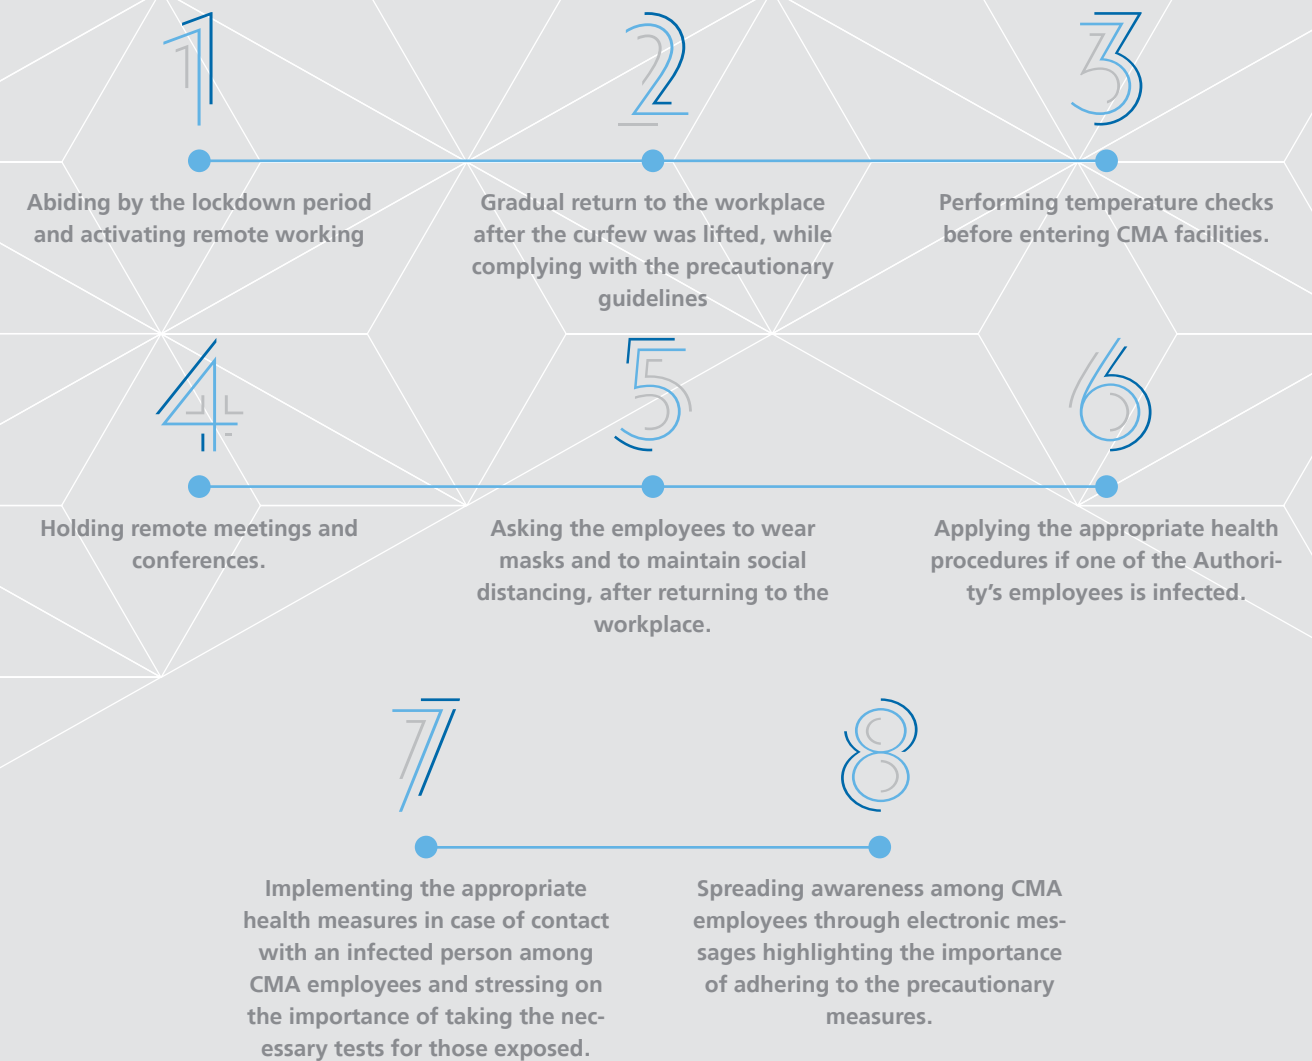 1
Abiding by the lockdown period
and activating remote working
2
Gradual return to the workplace
after the curfew was lifted, while
complying with the precautionary
guidelines
3
Performing temperature checks
before entering CMA facilities.
4
Holding remote meetings and
conferences.
5
Asking the employees to wear
masks and to maintain social
distancing, after returning to the
workplace.
6
Applying the appropriate health
procedures if one of the Authori-
ty’s employees is infected.
7
Implementing the appropriate
health measures in case of contact
with an infected person among
CMA employees and stressing on
the importance of taking the nec-
essary tests for those exposed.
8
Spreading awareness among CMA
employees through electronic mes-
sages highlighting the importance
of adhering to the precautionary
measures.